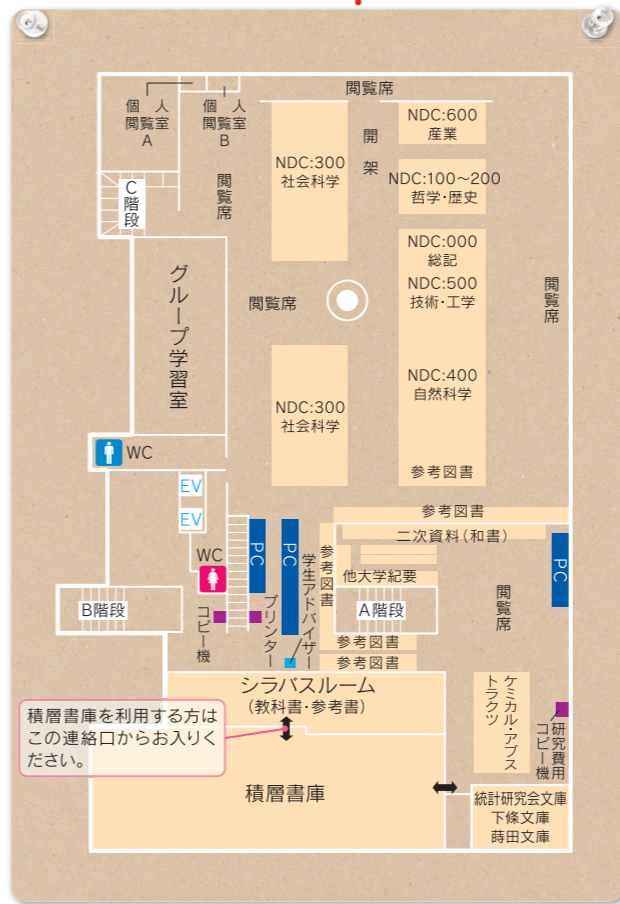 閲覧席
個 人
閲覧室
A
個 人
閲覧室
B
閲覧席
C階段
NDC:300
社会科学
開架
NDC:600
産業
NDC:100〜200
哲学・歴史
NDC:000
総記
NDC:500
技術・工学
NDC:400
自然科学
参考図書
閲覧席
グループ学習室
閲覧席
NDC:300
社会科学
WC
EV
EV
WC
PC
PC
プリンター
学生アドバイザー
コピー機
B階段
参考図書
参考図書
二次資料(和書)
他大学紀要
A階段
参考図書
参考図書
PC
閲覧席
シラバスルーム
(教科書・参考書)
ケミカル・アブス
トラクツ
研究費用
コピー機
積層書庫を利用する方は
この連絡口からお入りく
ださい。
積層書庫
統計研究会文庫
下條文庫
蒔田文庫